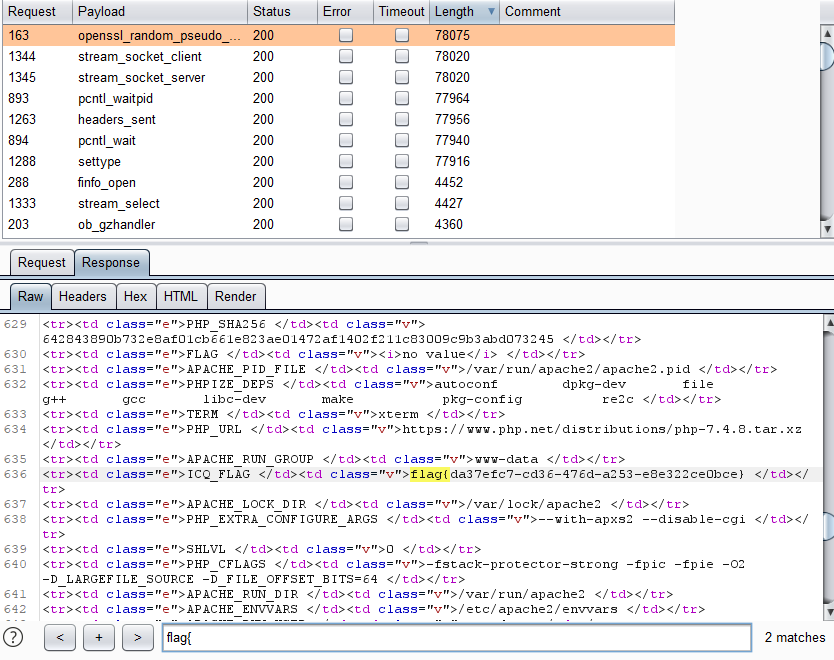 Request Payload Status Error Timeout Length Comment
163 openssl_random_pseudo_... 200 78075
1344 stream_socket_client 200 78020
1345 stream_socket_server 200 78020
893 pcntl_waitpid 200 77964
1263 headers_sent 200 77956
894 pcntl_wait 200 77940
1288 settype 200 77916
288 finfo_open 200 4452
1333 stream_select 200 4427
203 ob_gzhandler 200 4360
Request Response
Raw Headers Hex HTML Render
629 <tr><td class="e">PHP_SHA256 </td><td class="v">
642843890b732e8af01cb661e823ae01472af1402f211c83009c9b3abd073245 </td></tr>
630 <tr><td class="e">FLAG </td><td class="v"><i>no value</i> </td></tr>
631 <tr><td class="e">APACHE_PID_FILE </td><td class="v">/var/run/apache2/apache2.pid </td></tr>
632 <tr><td class="e">PHPIZE_DEPS </td><td class="v">autoconf dpkg-dev file
g++ gcc libc-dev make pkg-config re2c </td></tr>
633 <tr><td class="e">TERM </td><td class="v">xterm </td></tr>
634 <tr><td class="e">PHP_URL </td><td class="v">https://www.php.net/distributions/php-7.4.8.tar.xz
</td></tr>
635 <tr><td class="e">APACHE_RUN_GROUP </td><td class="v">www-data </td></tr>
636 <tr><td class="e">ICQ_FLAG </td><td class="v">flag{da37efc7-cd36-476d-a253-e8e322ce0bce} </td></
tr>
637 <tr><td class="e">APACHE_LOCK_DIR </td><td class="v">/var/lock/apache2 </td></tr>
638 <tr><td class="e">PHP_EXTRA_CONFIGURE_ARGS </td><td class="v">--with-apxs2 --disable-cgi </td></
tr>
639 <tr><td class="e">SHLVL </td><td class="v">0 </td></tr>
640 <tr><td class="e">PHP_CFLAGS </td><td class="v">-fstack-protector-strong -fpic -fpie -O2
-D_LARGEFILE_SOURCE -D_FILE_OFFSET_BITS=64 </td></tr>
641 <tr><td class="e">APACHE_RUN_DIR </td><td class="v">/var/run/apache2 </td></tr>
642 <tr><td class="e">APACHE_ENVVARS </td><td class="v">/etc/apache2/envvars </td></tr>
? < + > flag{ 2 matches